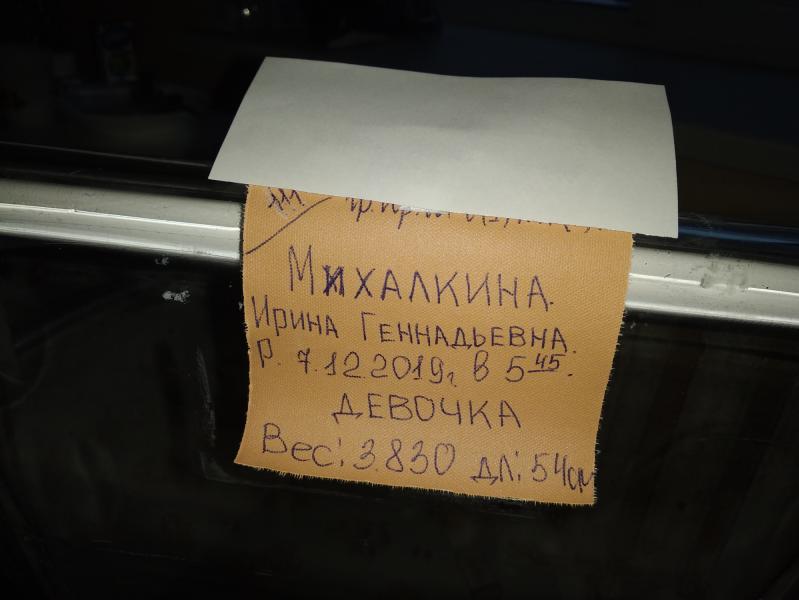 МИХАЛКИНА.
Ирина Геннадьевна.
р. 7.12.2019г. в 5 45.
ДЕВОЧКА
Вес: 3.830 дл: 54см